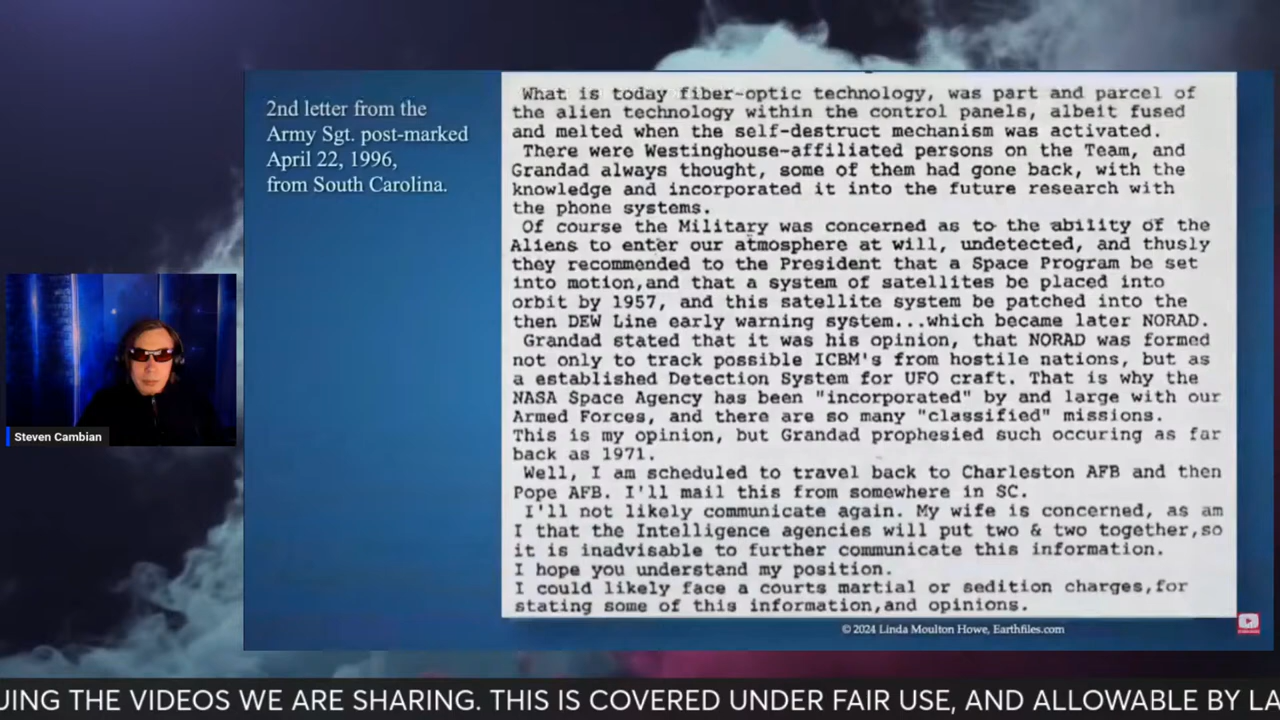 2nd letter from the
Army Sgt. post-marked
April 22, 1996,
from South Carolina.
What is today fiber-optic technology, was part and parcel of
the alien technology within the control panels, albeit fused
and melted when the self-destruct mechanism was activated.
There were Westinghouse-affiliated persons on the Team, and
Grandad always thought, some of them had gone back, with the
knowledge and incorporated it into the future research with
the phone systems.
Of course the Military was concerned as to the ability of the
Aliens to enter our atmosphere at will, undetected, and thusly
they recommended to the President that a Space Program be set
into motion,and that a system of satellites be placed into
orbit by 1957, and this satellite system be patched into the
then DEW Line early warning system...which became later NORAD.
Grandad stated that it was his opinion, that NORAD was formed
not only to track possible ICBM's from hostile nations, but as
a established Detection System for UFO craft. That is why the
NASA Space Agency has been "incorporated" by and large with our
Armed Forces, and there are so many "classified" missions.
This is my opinion, but Grandad prophesied such occuring as far
back as 1971.
Well, I am scheduled to travel back to Charleston AFB and then
Pope AFB. I'll mail this from somewhere in SC.
I'll not likely communicate again. My wife is concerned, as am
I that the Intelligence agencies will put two & two together,so
it is inadvisable to further communicate this information.
I hope you understand my position.
I could likely face a courts martial or sedition charges,for
stating some of this information,and opinions.
© 2024 Linda Moulton Howe, Earthfiles.com
Steven Cambian
UING THE VIDEOS WE ARE SHARING. THIS IS COVERED UNDER FAIR USE, AND ALLOWABLE BY LA